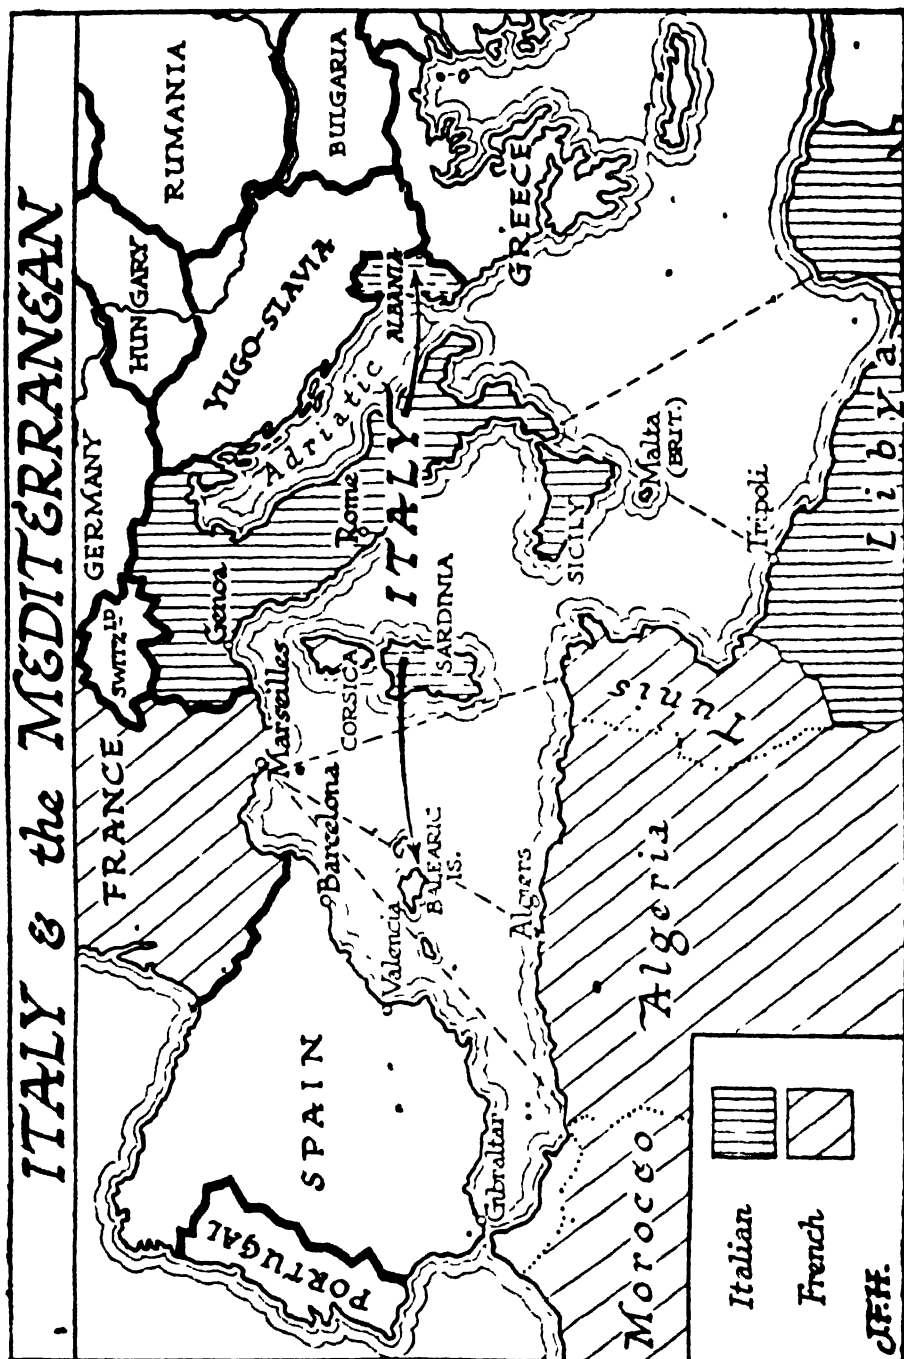 ITALY & the MEDITERRANEAN
FRANCE
SWITZ.LD
GERMANY
HUNGARY
RUMANIA
YUGO-SLAVIA
BULGARIA
PORTUGAL
SPAIN
Marseilles
Genoa
Adriatic
ALBANIA
Barcelona
CORSICA
Rome
ITALY
GREECE
Valencia
BALEARIC
IS.
SARDINIA
Gibraltar
Algiers
SICILY
Malta
(BRIT.)
Tunis
Tripoli
Morocco
Algeria
Libya
Italian
French
J.F.H.